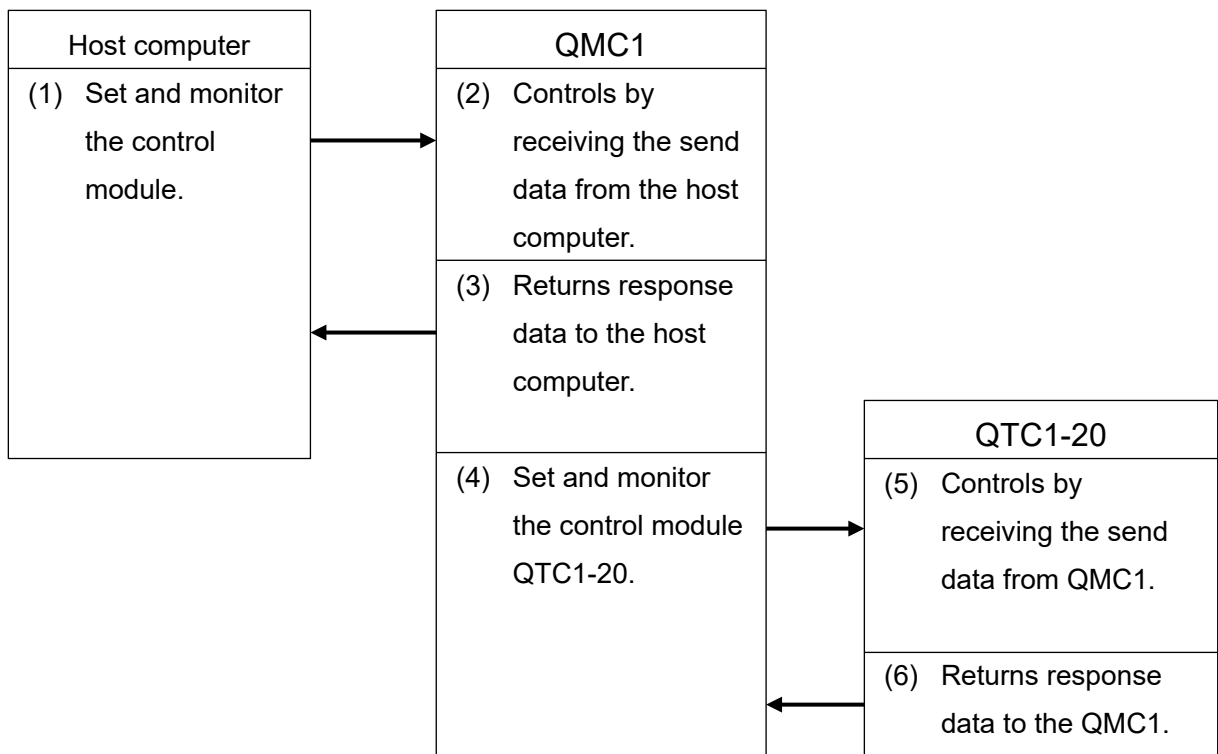 Host computer
(1) Set and monitor
the control
module.
QMC1
(2) Controls by
receiving the send
data from the host
computer.
(3) Returns response
data to the host
computer.
(4) Set and monitor
the control module
QTC1-20.
QTC1-20
(5) Controls by
receiving the send
data from QMC1.
(6) Returns response
data to the QMC1.